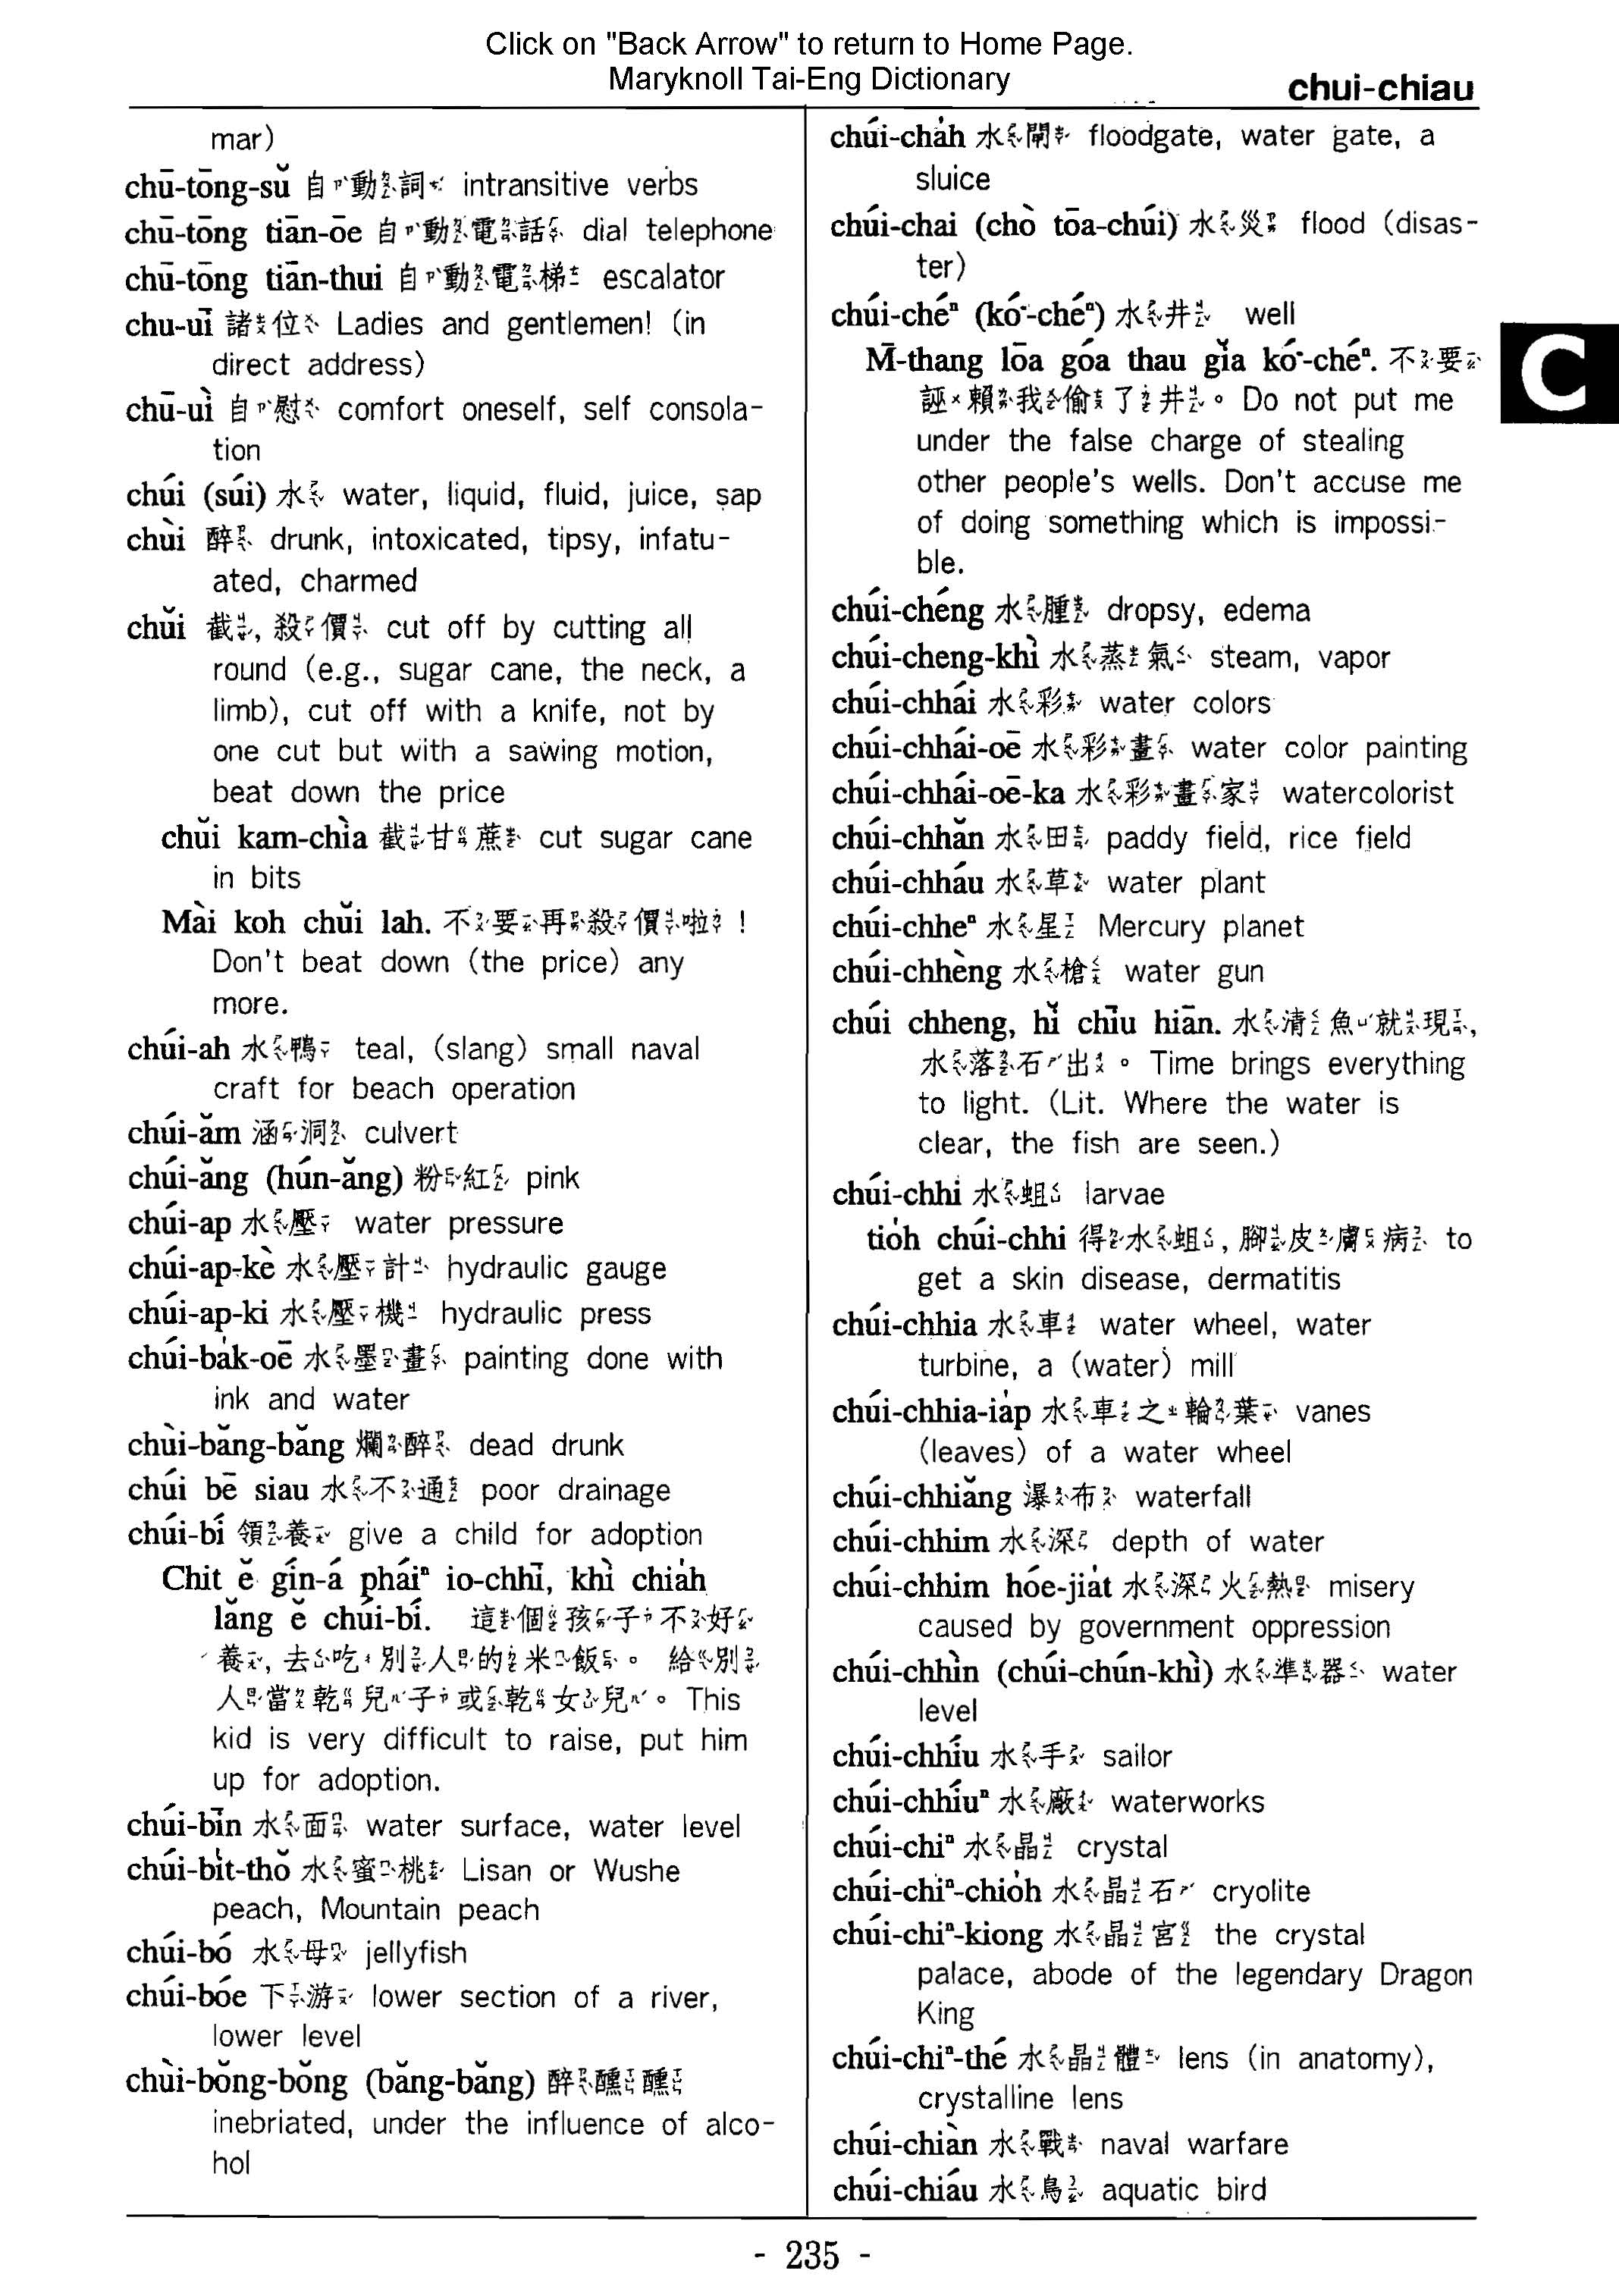 Click on "Back Arrow" to return to Home Page.
Maryknoll Tai-Eng Dictionary
chui-chiau
mar)
chū-tōng-sŭ 自動詞 intransitive verbs
chū-tōng tiān-ōe 自動電話 dial telephone
chū-tōng tiān-thui 自動電梯 escalator
chu-uī 諸位 Ladies and gentlemen! (in
direct address)
chū-uì 自慰 comfort oneself, self consola-
tion
chúi (súi) 水 water, liquid, fluid, juice, sap
chùi 醉 drunk, intoxicated, tipsy, infatu-
ated, charmed
chŭi 截, 殺價 cut off by cutting all
round (e.g., sugar cane, the neck, a
limb), cut off with a knife, not by
one cut but with a sawing motion,
beat down the price
chŭi kam-chìa 截甘蔗 cut sugar cane
in bits
Mài koh chŭi lah. 不要再殺價啦!
Don't beat down (the price) any
more.
chúi-ah 水鴨 teal, (slang) small naval
craft for beach operation
chúi-ăm 涵洞 culvert
chúi-ăng (hún-ăng) 粉紅 pink
chúi-ap 水壓 water pressure
chúi-ap-kè 水壓計 hydraulic gauge
chúi-ap-ki 水壓機 hydraulic press
chúi-ba̍k-oē 水墨畫 painting done with
ink and water
chùi-băng-băng 爛醉 dead drunk
chúi bē siau 水不通 poor drainage
chúi-bí 領養 give a child for adoption
Chit ĕ gín-á pháiⁿ io-chhī, khì chia̍h
lăng ĕ chúi-bí. 這個孩子不好
養, 去吃別人的米飯。 給別
人當乾兒子或乾女兒。 This
kid is very difficult to raise, put him
up for adoption.
chúi-bīn 水面 water surface, water level
chúi-bi̍t-thŏ 水蜜桃 Lisan or Wushe
peach, Mountain peach
chúi-bó 水母 jellyfish
chúi-bóe 下游 lower section of a river,
lower level
chùi-bŏng-bŏng (băng-băng) 醉醺醺
inebriated, under the influence of alco-
hol
chúi-cha̍h 水閘 floodgate, water gate, a
sluice
chúi-chai (chò tōa-chúi) 水災 flood (disas-
ter)
chúi-chéⁿ (kó͘-chéⁿ) 水井 well
M̄-thang lōa góa thau gĭa kó͘-chéⁿ. 不要
誣賴我偷了井。 Do not put me
under the false charge of stealing
other people's wells. Don't accuse me
of doing something which is impossi-
ble.
chúi-chéng 水腫 dropsy, edema
chúi-cheng-khì 水蒸氣 steam, vapor
chúi-chhái 水彩 water colors
chúi-chhái-oē 水彩畫 water color painting
chúi-chhái-oē-ka 水彩畫家 watercolorist
chúi-chhăn 水田 paddy field, rice field
chúi-chháu 水草 water plant
chúi-chheⁿ 水星 Mercury planet
chúi-chhèng 水槍 water gun
chúi chheng, hĭ chīu hiān. 水清魚就現,
水落石出。 Time brings everything
to light. (Lit. Where the water is
clear, the fish are seen.)
chúi-chhi 水蛆 larvae
tio̍h chúi-chhi 得水蛆, 腳皮膚病 to
get a skin disease, dermatitis
chúi-chhia 水車 water wheel, water
turbine, a (water) mill
chúi-chhia-ia̍p 水車之輪葉 vanes
(leaves) of a water wheel
chúi-chhiăng 瀑布 waterfall
chúi-chhim 水深 depth of water
chúi-chhim hóe-jia̍t 水深火熱 misery
caused by government oppression
chúi-chhìn (chúi-chún-khì) 水準器 water
level
chúi-chhíu 水手 sailor
chúi-chhíuⁿ 水廠 waterworks
chúi-chiⁿ 水晶 crystal
chúi-chiⁿ-chio̍h 水晶石 cryolite
chúi-chiⁿ-kiong 水晶宮 the crystal
palace, abode of the legendary Dragon
King
chúi-chiⁿ-thé 水晶體 lens (in anatomy),
crystalline lens
chúi-chiàn 水戰 naval warfare
chúi-chiáu 水鳥 aquatic bird
C
- 235 -